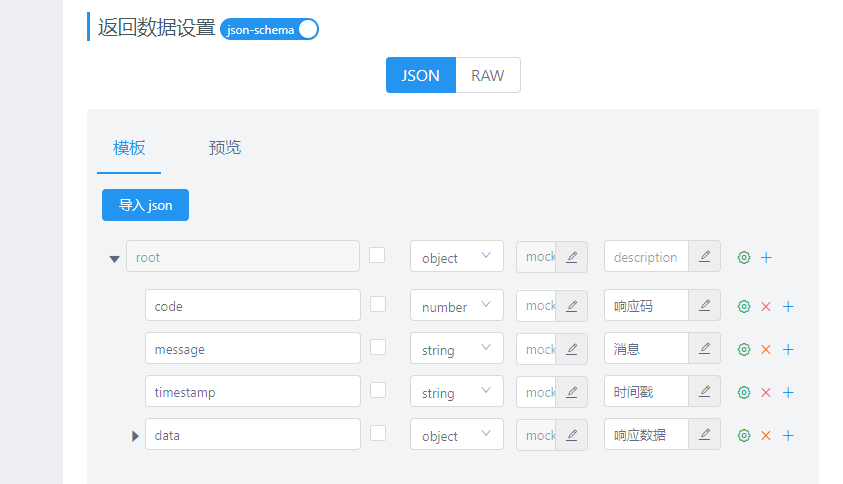 返回数据设置 json-schema
JSON RAW
模板 预览
导入 json
root object mock description
code number mock 响应码
message string mock 消息
timestamp string mock 时间戳
data object mock 响应数据